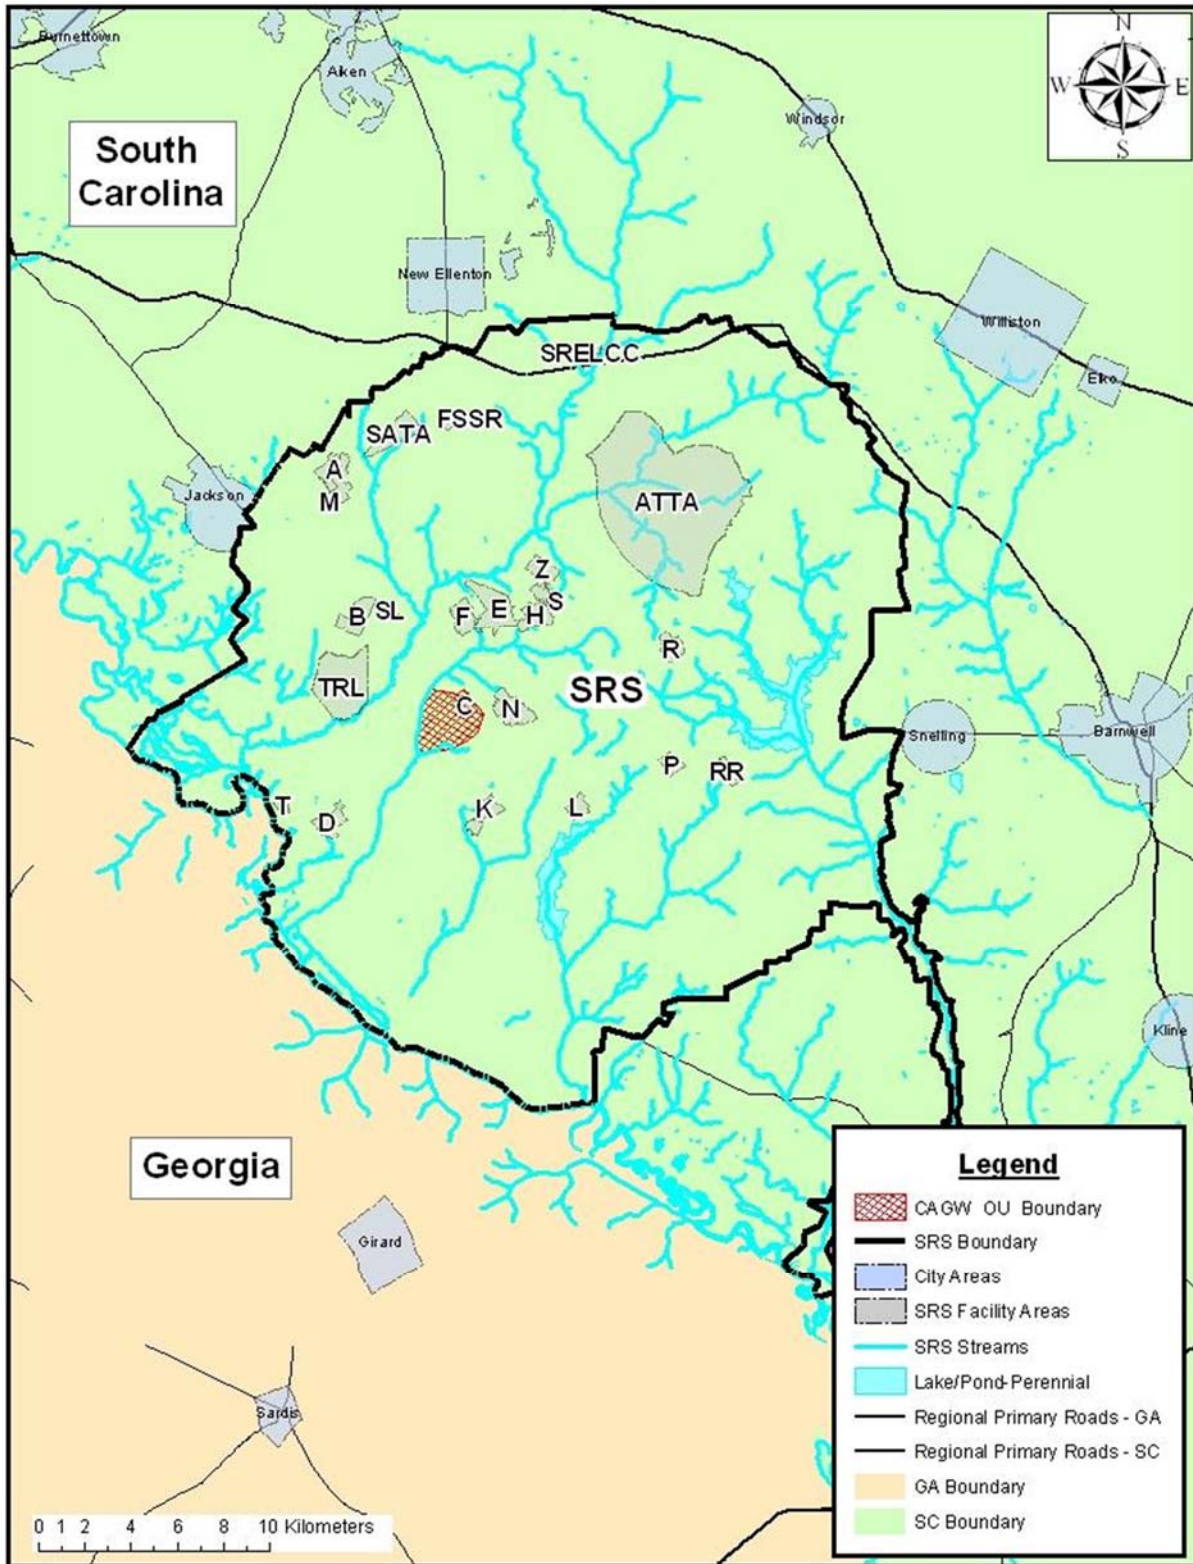 N
W
E
S
Burnettown
Aiken
Windsor
South
Carolina
New Ellenton
Williston
SREL CC
Elko
FSSR
SATA
A
Jackson
M
ATTA
Z
S
B
SL
F
E
H
R
TRL
SRS
C
N
Snelling
Barnwell
P
RR
T
D
K
L
Kline
Georgia
Girard
Sardis
Legend
CAGW OU Boundary
SRS Boundary
City Areas
SRS Facility Areas
SRS Streams
Lake/Pond-Perennial
Regional Primary Roads - GA
Regional Primary Roads - SC
GA Boundary
SC Boundary
0 1 2 4 6 8 10 Kilometers